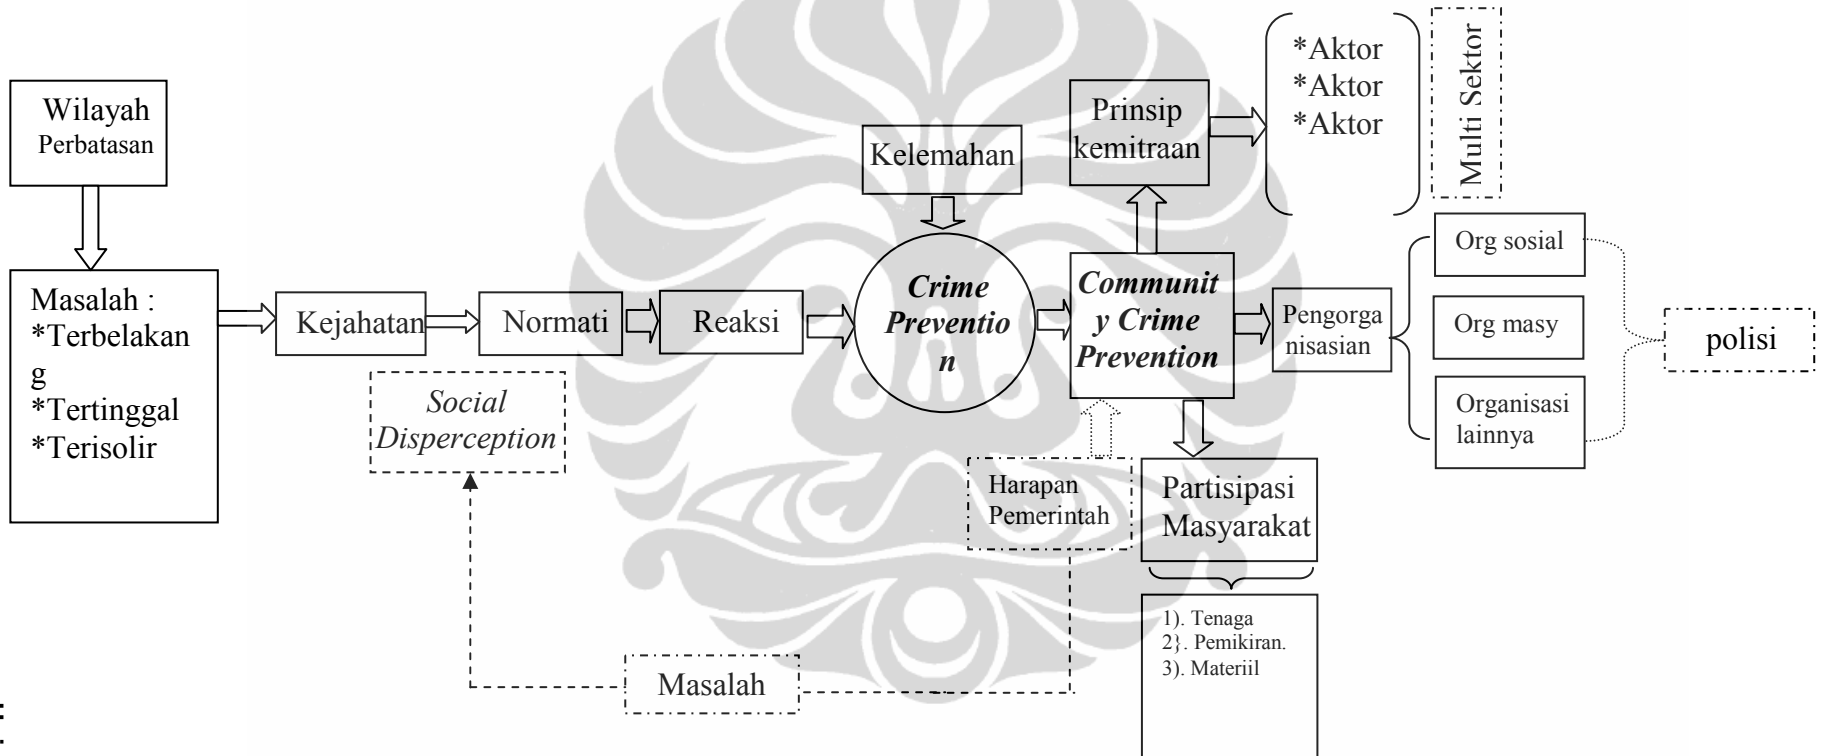 Wilayah
Perbatasan
Masalah :
*Terbelakan
g
*Tertinggal
*Terisolir
Kejahatan
Normati
Reaksi
Social
Disperception
Kelemahan
Crime
Preventio
n
Communit
y Crime
Prevention
Prinsip
kemitraan
*Aktor
*Aktor
*Aktor
Multi Sektor
Pengorga
nisasian
Org sosial
Org masy
Organisasi
lainnya
polisi
Harapan
Pemerintah
Partisipasi
Masyarakat
1). Tenaga
2}. Pemikiran.
3). Materiil
Masalah